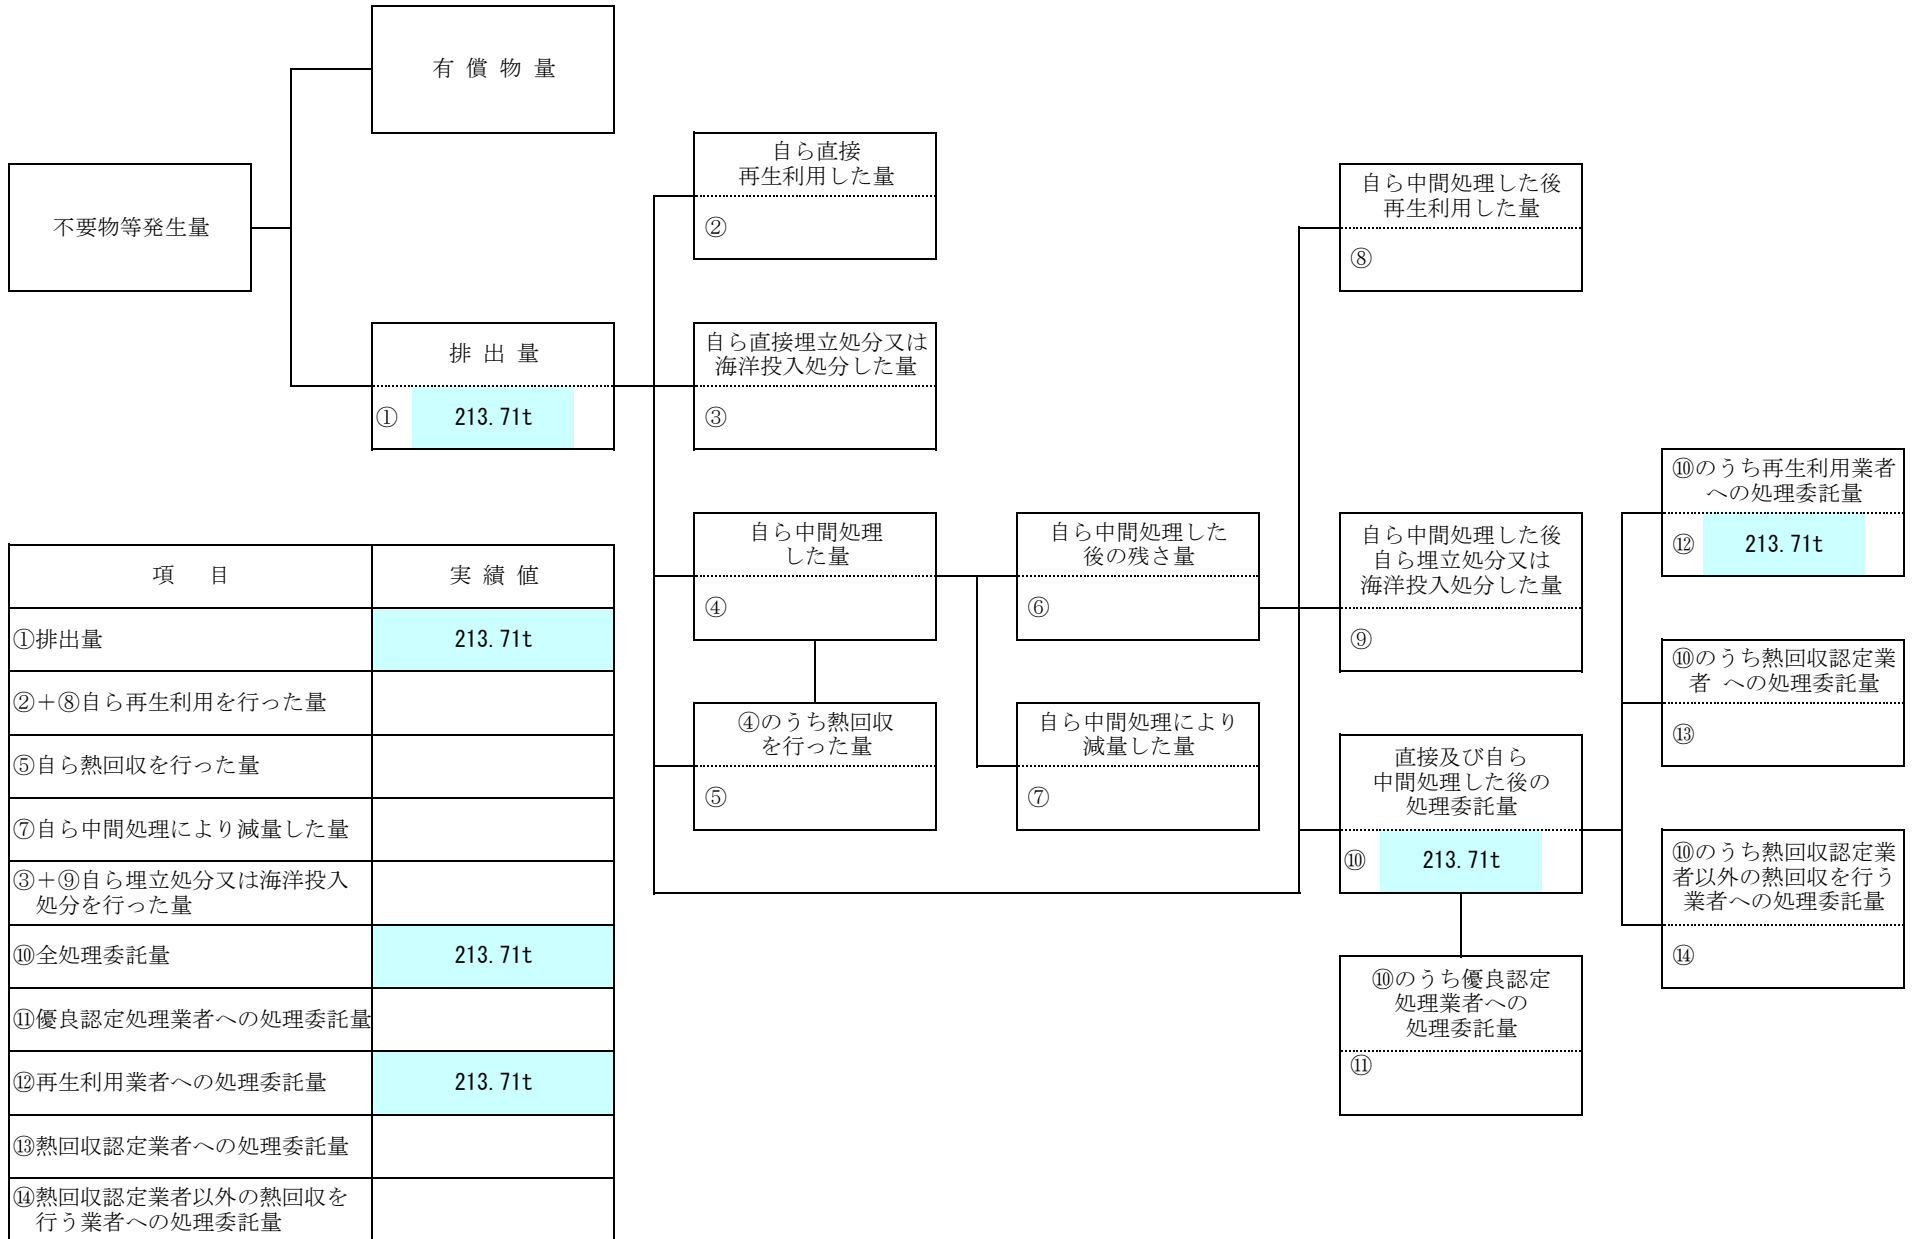 有 償 物 量
不要物等発生量
排 出 量
① 213.71t
自ら直接
再生利用した量
②
自ら直接埋立処分又は
海洋投入処分した量
③
自ら中間処理
した量
④
④のうち熱回収
を行った量
⑤
自ら中間処理した
後の残さ量
⑥
自ら中間処理により
減量した量
⑦
自ら中間処理した後
再生利用した量
⑧
自ら中間処理した後
自ら埋立処分又は
海洋投入処分した量
⑨
直接及び自ら
中間処理した後の
処理委託量
⑩ 213.71t
⑩のうち優良認定
処理業者への
処理委託量
⑪
⑩のうち再生利用業者
への処理委託量
⑫ 213.71t
⑩のうち熱回収認定業
者 への処理委託量
⑬
⑩のうち熱回収認定業
者以外の熱回収を行う
業者への処理委託量
⑭
項 目 実 績 値
①排出量 213.71t
②＋⑧自ら再生利用を行った量
⑤自ら熱回収を行った量
⑦自ら中間処理により減量した量
③＋⑨自ら埋立処分又は海洋投入
処分を行った量
⑩全処理委託量 213.71t
⑪優良認定処理業者への処理委託量
⑫再生利用業者への処理委託量 213.71t
⑬熱回収認定業者への処理委託量
⑭熱回収認定業者以外の熱回収を
行う業者への処理委託量